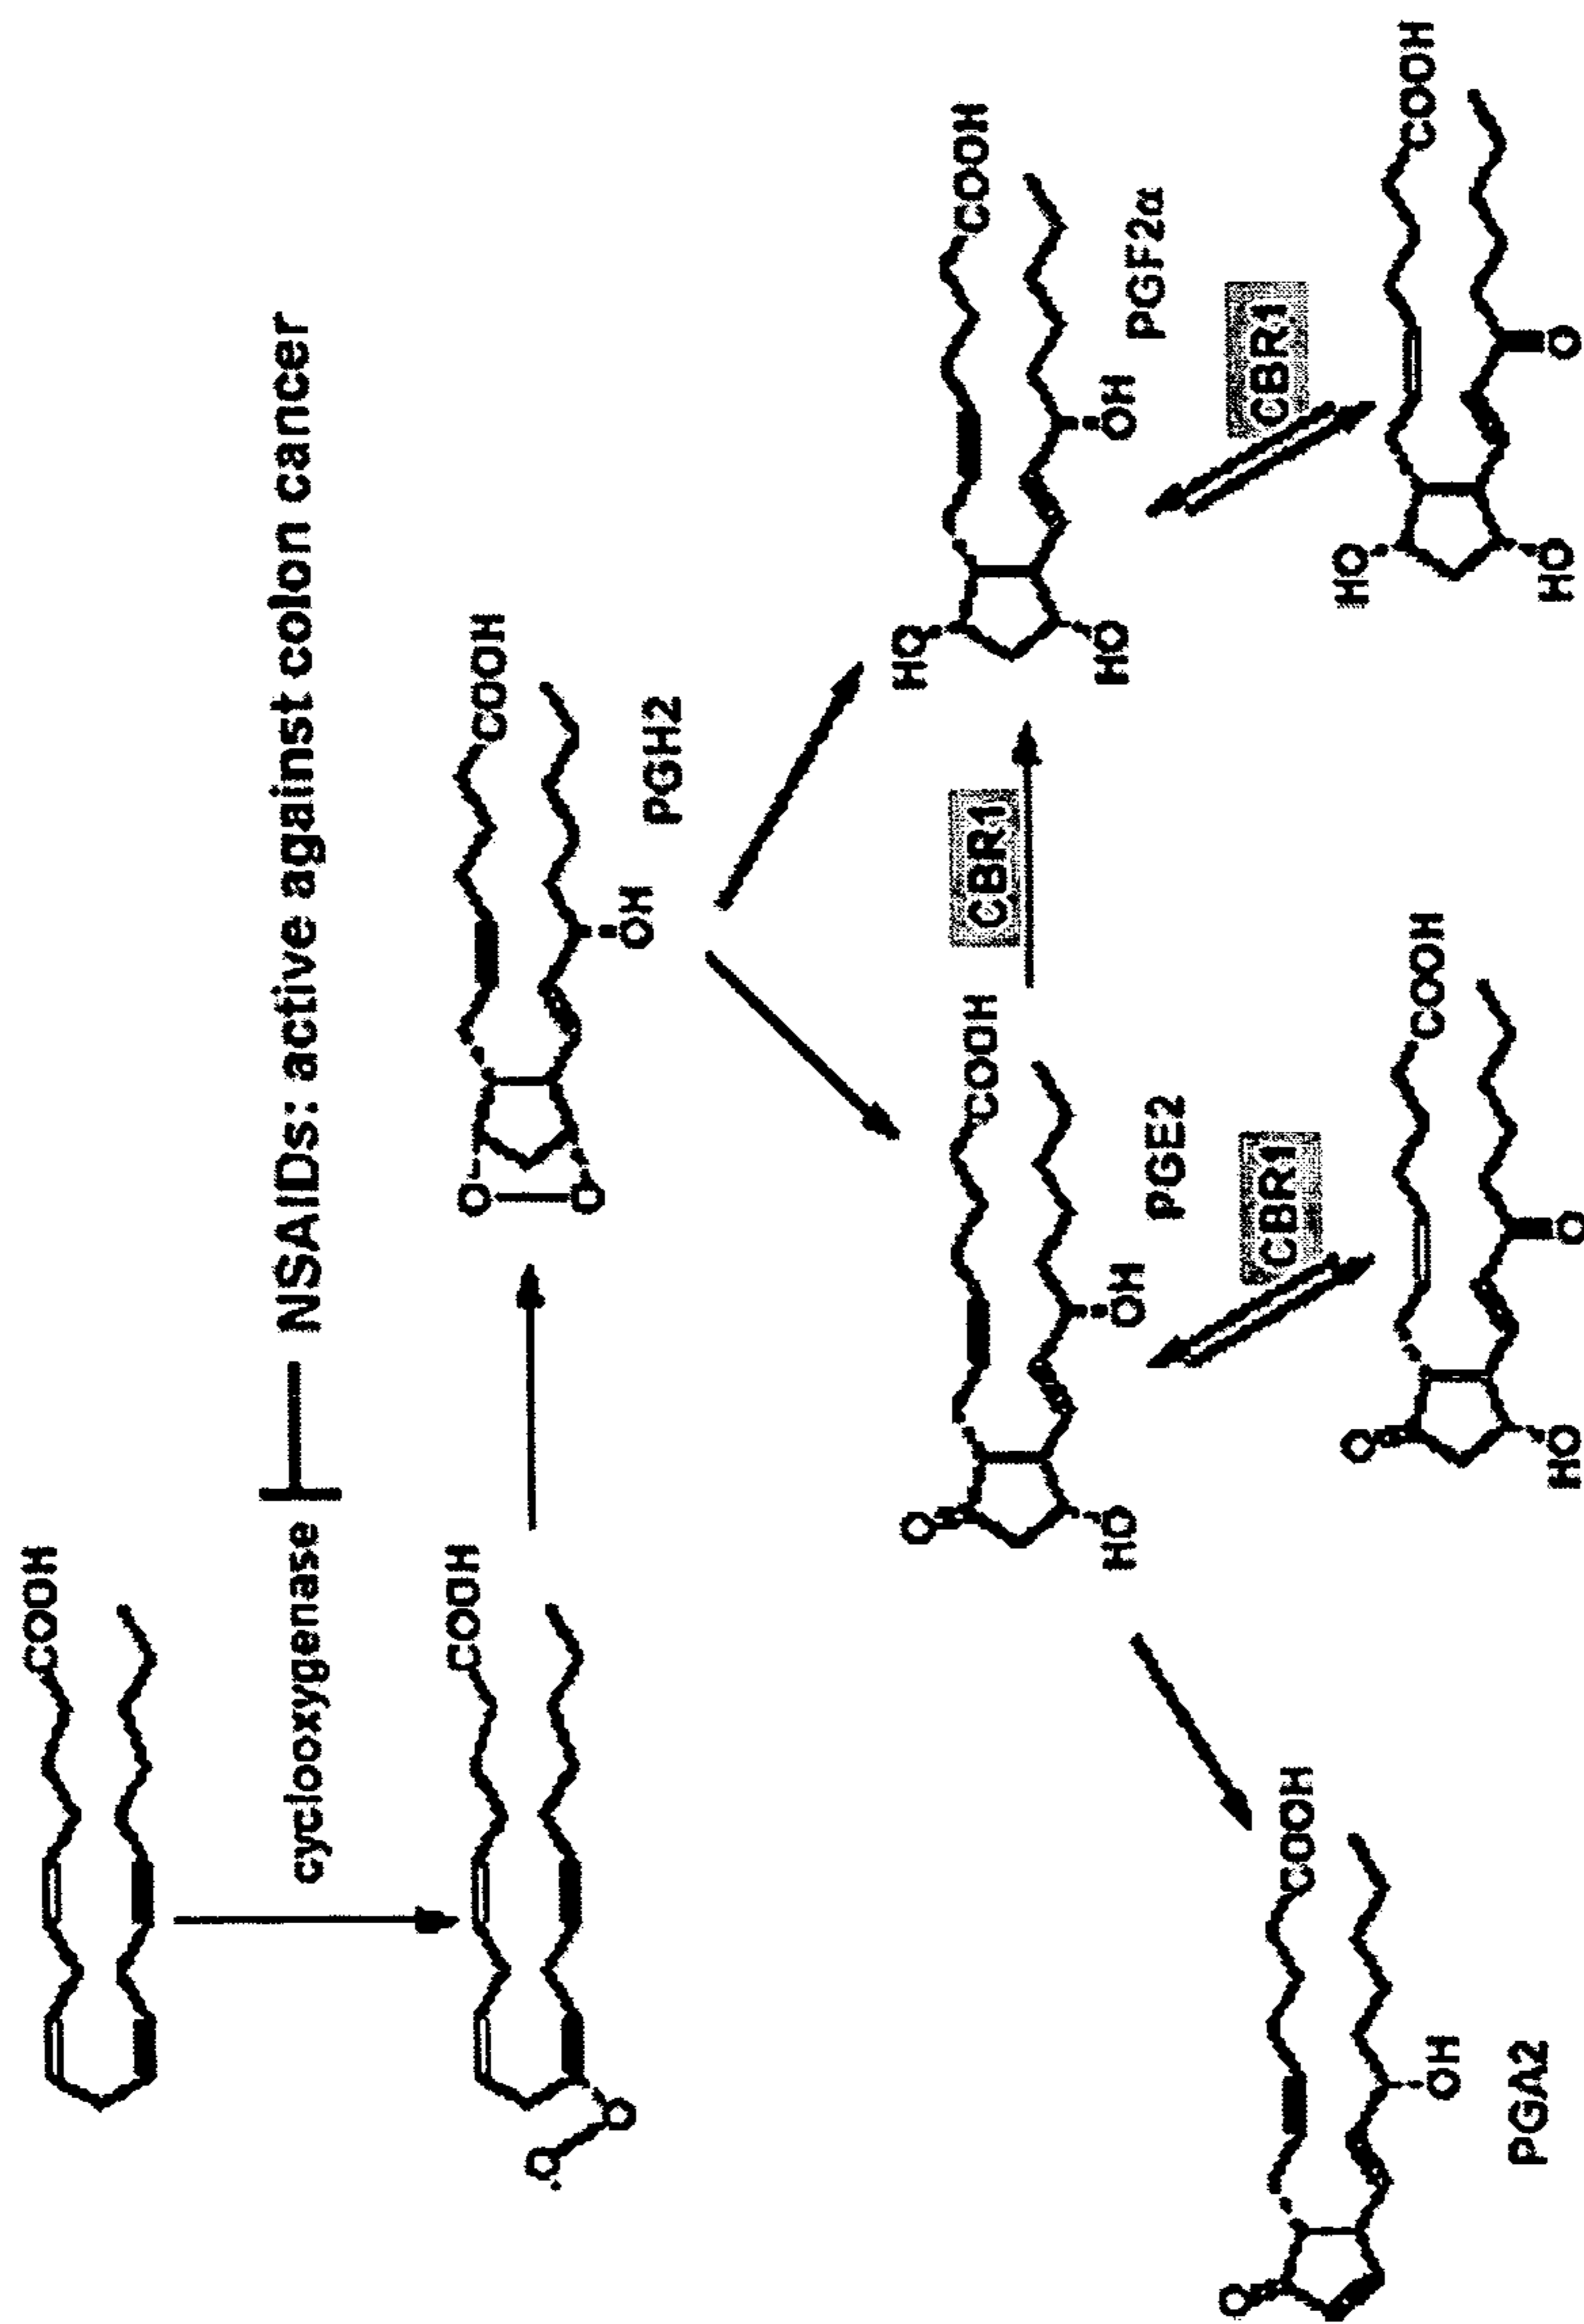 COOH
cyclooxygenase NSAIDs: active against colon cancer
COOH
O
O
O
O
COOH
OH
PGH2
O
COOH
HO
OH
PGE2
CBR1
HO
COOH
HO
OH
PGF2α
O
COOH
OH
PGA2
CBR1
CBR1
O
COOH
HO
O
HO
COOH
HO
O